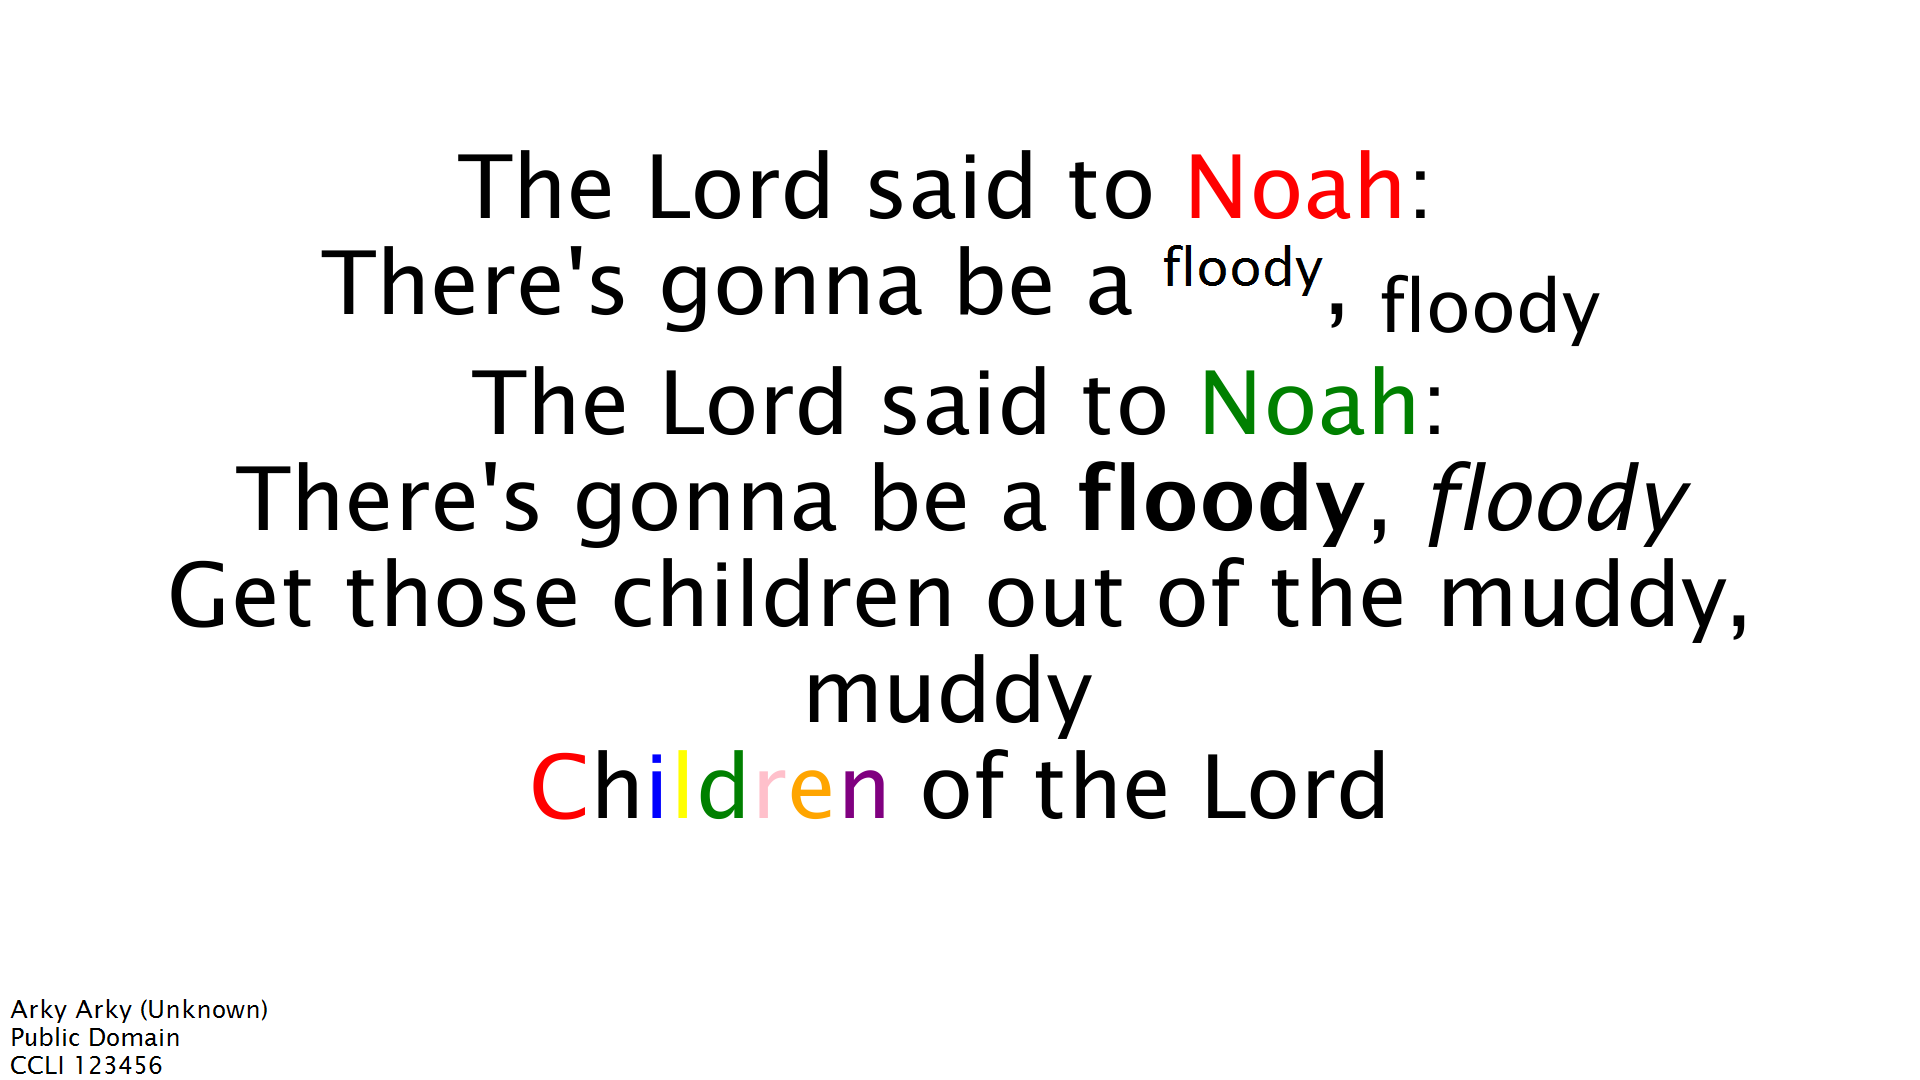 The Lord said to Noah:
There's gonna be a floody, floody
The Lord said to Noah:
There's gonna be a floody, floody
Get those children out of the muddy,
muddy
Children of the Lord
Arky Arky (Unknown)
Public Domain
CCLI 123456